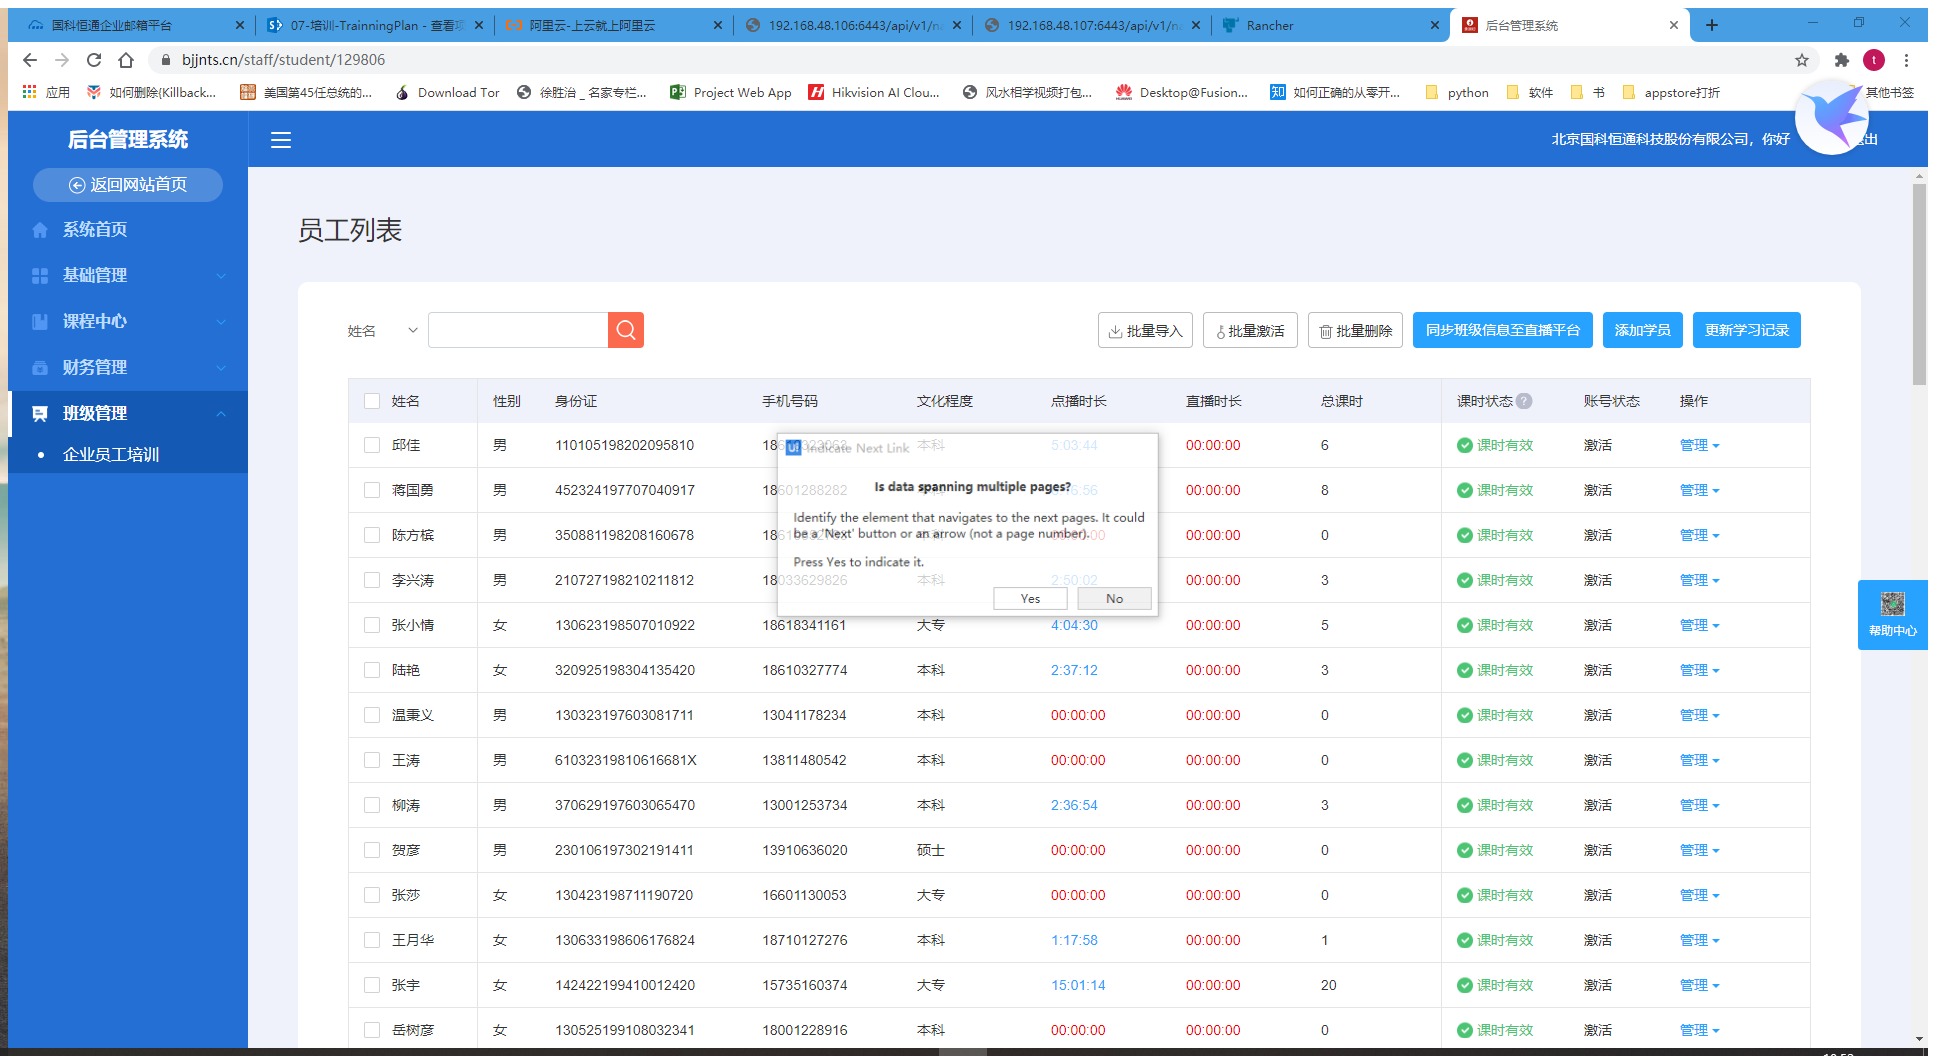 国科恒通企业邮箱平台
07-培训-TrainningPlan - 查看项
阿里云-上云就上阿里云
192.168.48.106:6443/api/v1/na
192.168.48.107:6443/api/v1/na
Rancher
后台管理系统
bjjnts.cn/staff/student/129806
t
应用
如何删除(Killback...
美国第45任总统的...
Download Tor
徐胜治 _ 名家专栏...
Project Web App
Hikvision AI Clou...
风水相学视频打包...
Desktop@Fusion...
如何正确的从零开...
python
软件
书
appstore打折
其他书签
后台管理系统
北京国科恒通科技股份有限公司，你好
出
返回网站首页
系统首页
基础管理
课程中心
财务管理
班级管理
企业员工培训
员工列表
姓名
批量导入
批量激活
批量删除
同步班级信息至直播平台
添加学员
更新学习记录
姓名 性别 身份证 手机号码 文化程度 点播时长 直播时长 总课时 课时状态 账号状态 操作
邱佳 男 110105198202095810 本科 5:03:44 00:00:00 6 课时有效 激活 管理
蒋国勇 男 452324197707040917 18601288282 00:00:00 8 课时有效 激活 管理
陈方槟 男 350881198208160678 00:00:00 0 课时有效 激活 管理
李兴涛 男 210727198210211812 18033629826 本科 2:50:02 00:00:00 3 课时有效 激活 管理
张小情 女 130623198507010922 18618341161 大专 4:04:30 00:00:00 5 课时有效 激活 管理
陆艳 女 320925198304135420 18610327774 本科 2:37:12 00:00:00 3 课时有效 激活 管理
温秉义 男 130323197603081711 13041178234 本科 00:00:00 00:00:00 0 课时有效 激活 管理
王涛 男 61032319810616681X 13811480542 本科 00:00:00 00:00:00 0 课时有效 激活 管理
柳涛 男 370629197603065470 13001253734 本科 2:36:54 00:00:00 3 课时有效 激活 管理
贺彦 男 230106197302191411 13910636020 硕士 00:00:00 00:00:00 0 课时有效 激活 管理
张莎 女 130423198711190720 16601130053 大专 00:00:00 00:00:00 0 课时有效 激活 管理
王月华 女 130633198606176824 18710127276 本科 1:17:58 00:00:00 1 课时有效 激活 管理
张宇 女 142422199410012420 15735160374 大专 15:01:14 00:00:00 20 课时有效 激活 管理
岳树彦 女 130525199108032341 18001228916 本科 00:00:00 00:00:00 0 课时有效 激活 管理
Indicate Next Link
Is data spanning multiple pages?
Identify the element that navigates to the next pages. It could
be a 'Next' button or an arrow (not a page number).
Press Yes to indicate it.
Yes
No
帮助中心